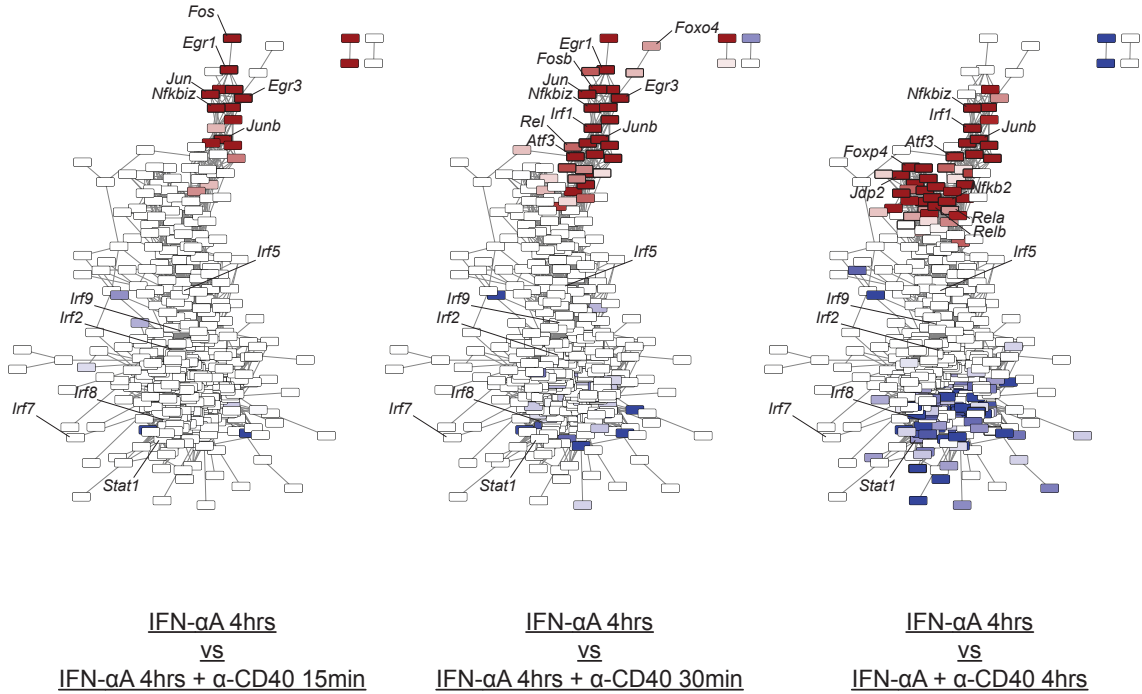 Fos
Egr1
Jun
Nfkbiz
Egr3
Junb
Irf5
Irf9
Irf2
Irf8
Irf7
Stat1
IFN-αA 4hrs
vs
IFN-αA 4hrs + α-CD40 15min
Foxo4
Egr1
Fosb
Jun
Nfkbiz
Egr3
Irf1
Rel
Junb
Atf3
Irf5
Irf9
Irf2
Irf8
Irf7
Stat1
IFN-αA 4hrs
vs
IFN-αA 4hrs + α-CD40 30min
Nfkbiz
Irf1
Junb
Atf3
Foxp4
Jdp2
Nfkb2
Rela
Relb
Irf5
Irf9
Irf2
Irf8
Irf7
Stat1
IFN-αA 4hrs
vs
IFN-αA + α-CD40 4hrs